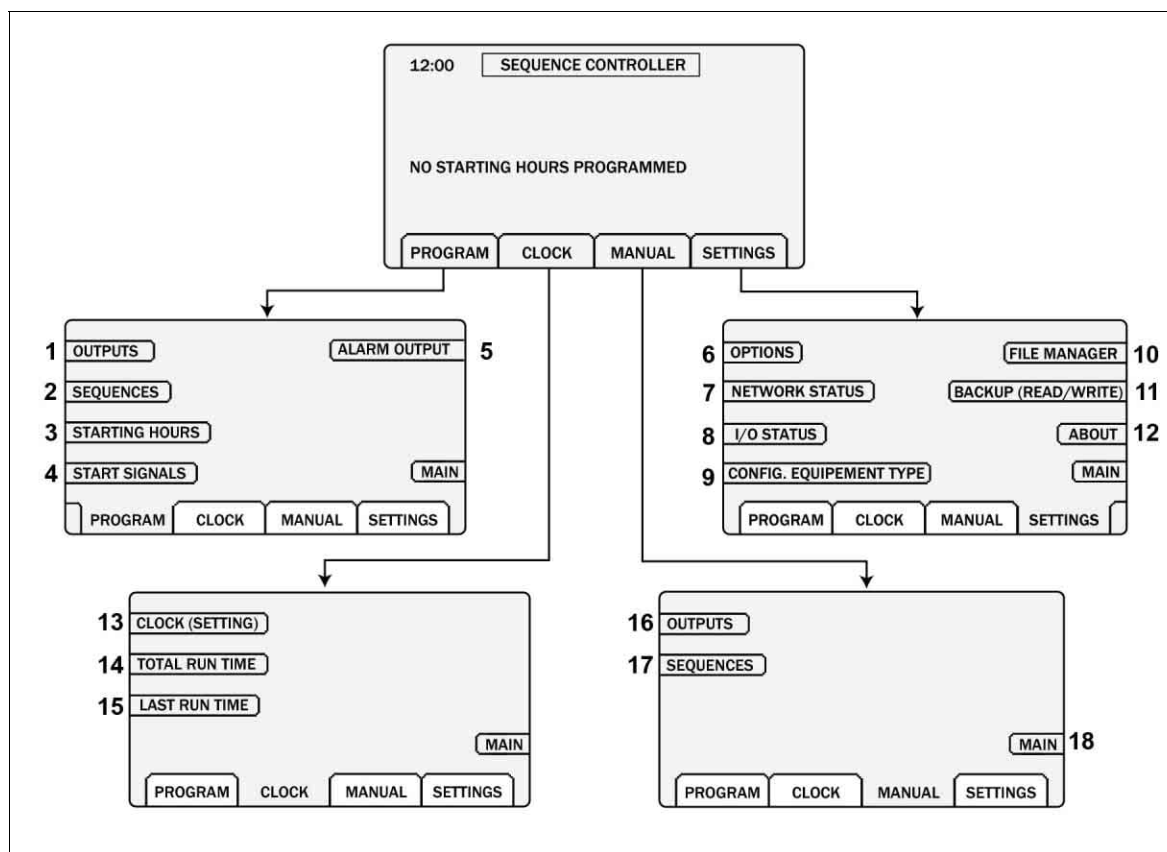 12:00 SEQUENCE CONTROLLER
NO STARTING HOURS PROGRAMMED
PROGRAM CLOCK MANUAL SETTINGS
1 OUTPUTS
ALARM OUTPUT 5
2 SEQUENCES
3 STARTING HOURS
4 START SIGNALS
MAIN
PROGRAM CLOCK MANUAL SETTINGS
6 OPTIONS
FILE MANAGER 10
7 NETWORK STATUS
BACKUP (READ/WRITE) 11
8 I/O STATUS
ABOUT 12
9 CONFIG. EQUIPEMENT TYPE
MAIN
PROGRAM CLOCK MANUAL SETTINGS
13 CLOCK (SETTING)
14 TOTAL RUN TIME
15 LAST RUN TIME
MAIN
PROGRAM CLOCK MANUAL SETTINGS
16 OUTPUTS
17 SEQUENCES
MAIN 18
PROGRAM CLOCK MANUAL SETTINGS